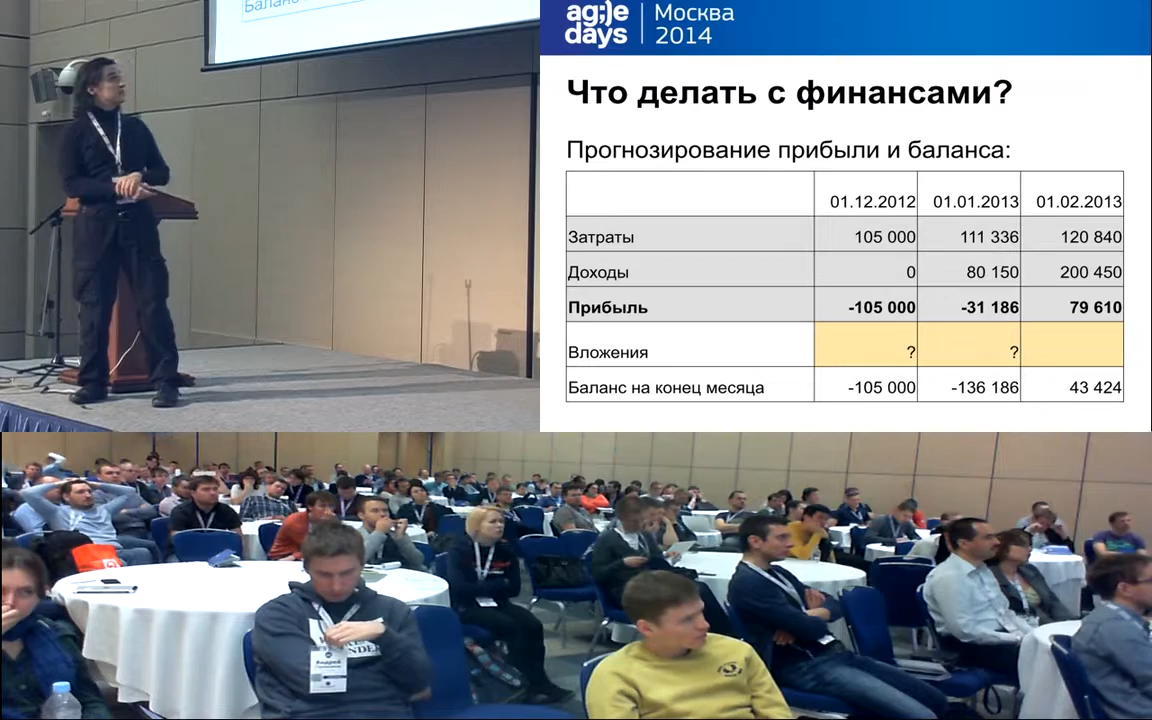 Баланс
ag;)e
days
Москва
2014
Что делать с финансами?
Прогнозирование прибыли и баланса:
01.12.2012 01.01.2013 01.02.2013
Затраты 105 000 111 336 120 840
Доходы 0 80 150 200 450
Прибыль -105 000 -31 186 79 610
Вложения ? ?
Баланс на конец месяца -105 000 -136 186 43 424
Андрей